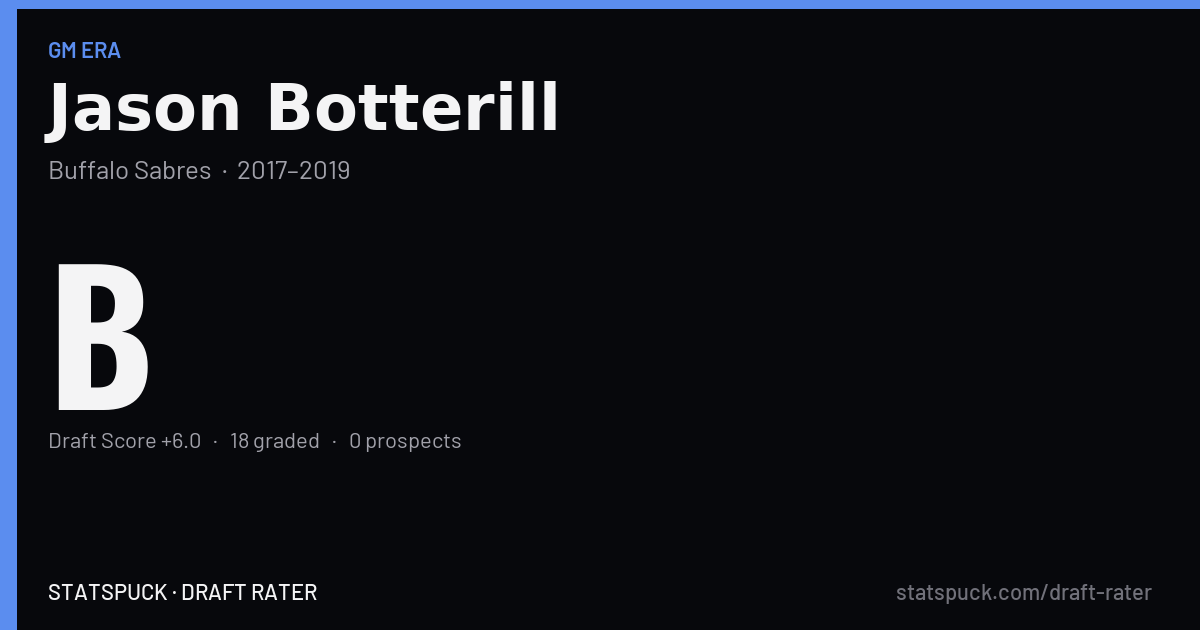 GM ERA
Jason Botterill
Buffalo Sabres · 2017–2019
B
Draft Score +6.0 · 18 graded · 0 prospects
STATSPUCK · DRAFT RATER
statspuck.com/draft-rater